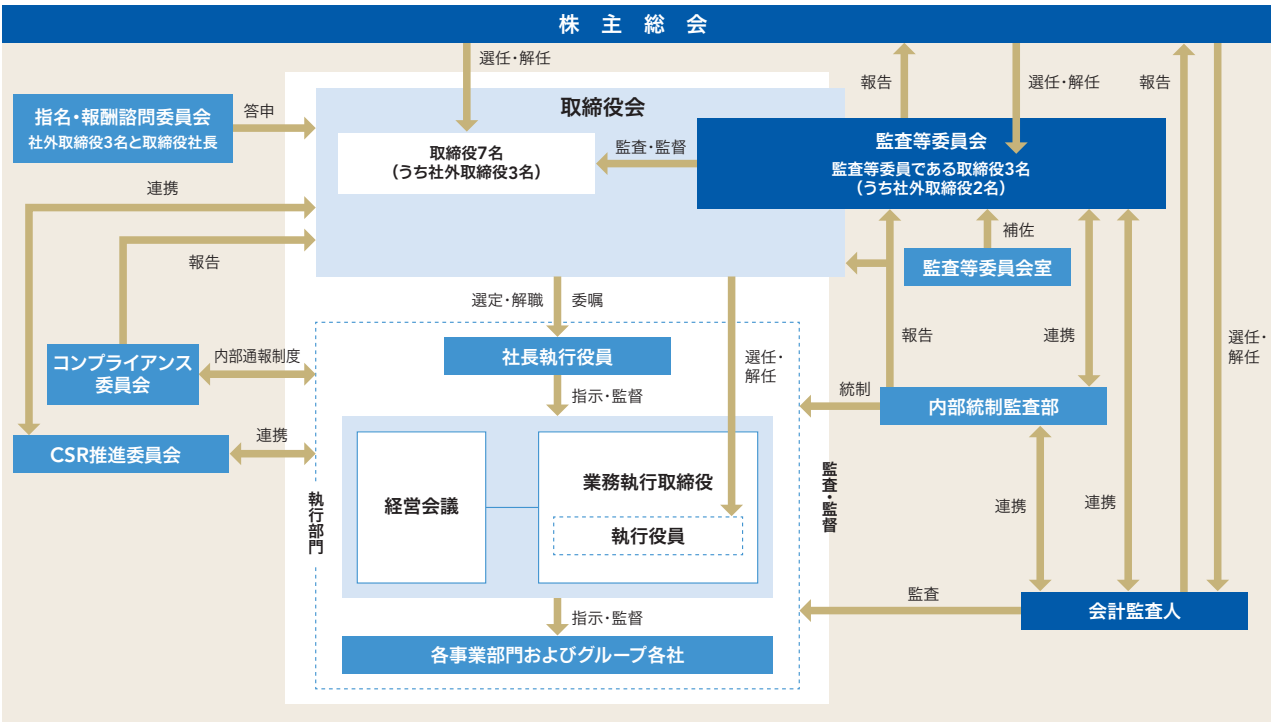 株主総会
選任・解任
報告
選任・解任
報告
指名・報酬諮問委員会
社外取締役3名と取締役社長
答申
取締役会
取締役7名
(うち社外取締役3名)
監査・監督
監査等委員会
監査等委員である取締役3名
(うち社外取締役2名)
連携
報告
補佐
監査等委員会室
選定・解職
委嘱
選任・
解任
報告
連携
選任・
解任
コンプライアンス
委員会
内部通報制度
社長執行役員
指示・監督
統制
内部統制監査部
CSR推進委員会
連携
執行部門
経営会議
業務執行取締役
執行役員
監査・監督
連携
連携
指示・監督
監査
会計監査人
各事業部門およびグループ各社